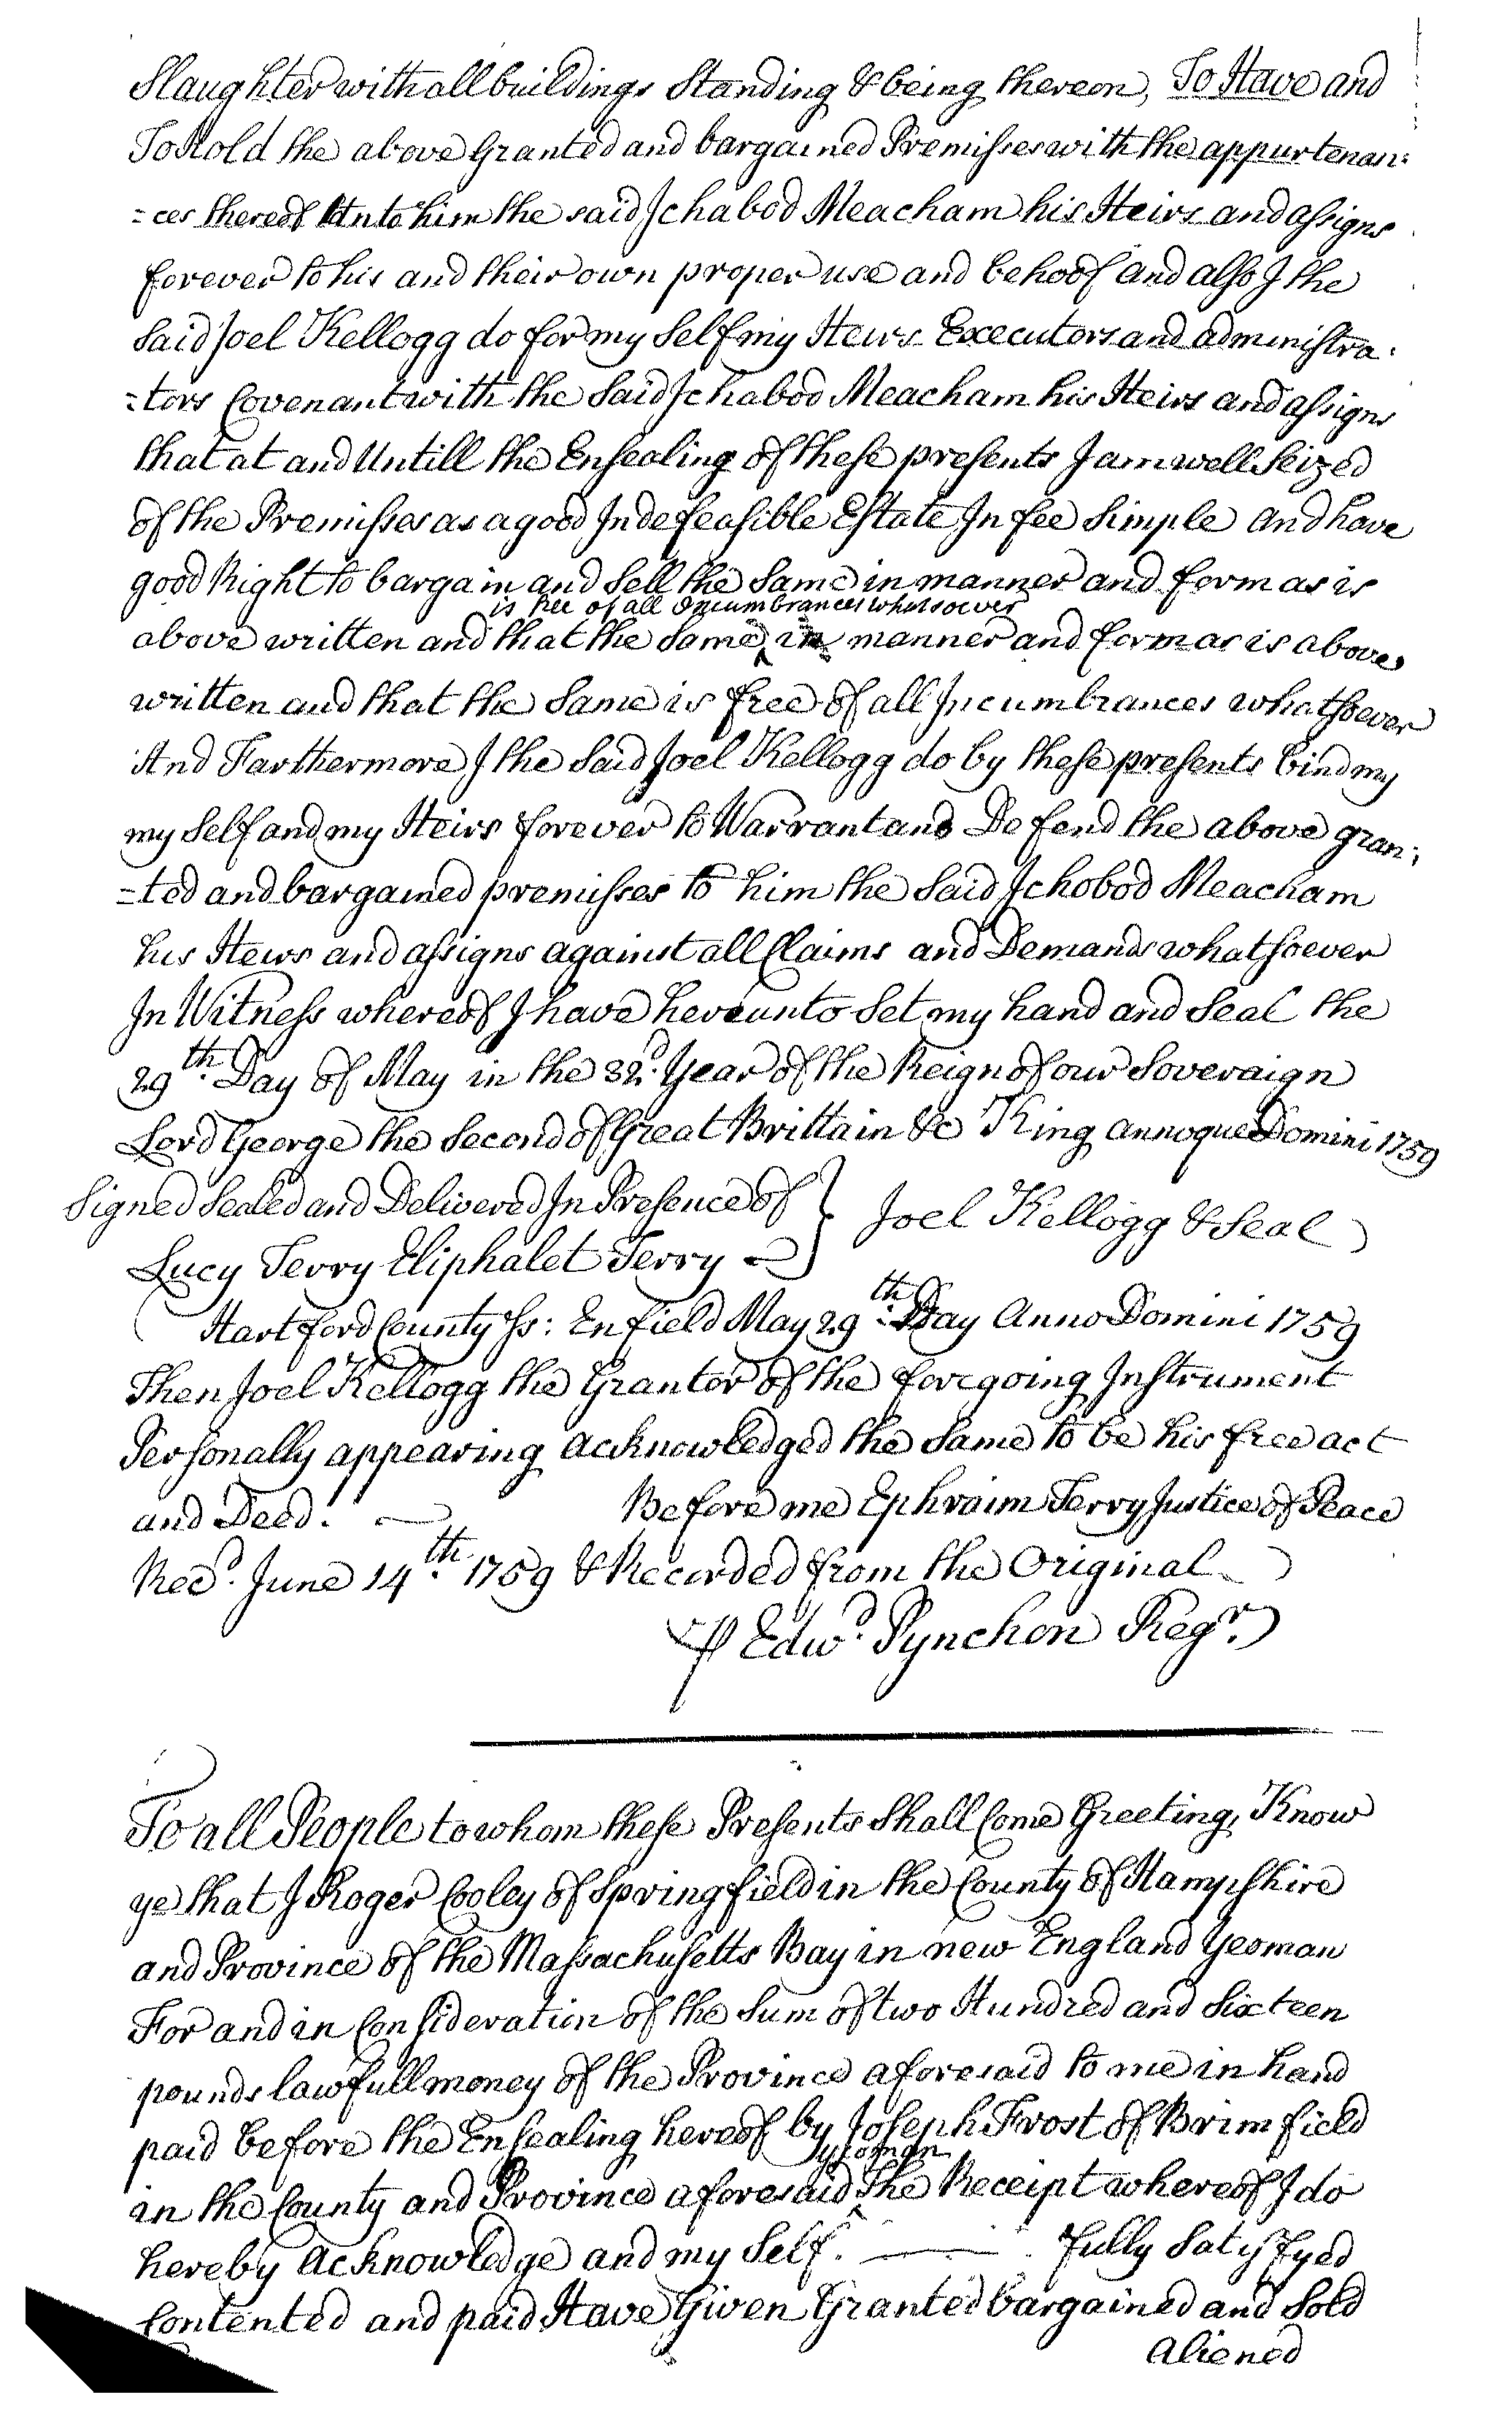 Slaughter with all buildings Standing & being thereon, To Have and
To Hold the above Granted and bargained Premisses with the appurtenan:
=ces thereof Unto him the said Ichabod Meacham his Heirs and assigns
forever to his and their own proper use and behoof and also I the
said Joel Kellogg do for my self my Heirs Executors and administra:
=tors Covenant with the Said Ichabod Meacham his Heirs and assigns
that at and Untill the Ensealing of these presents I am well Seized
of the Premisses as a good Indefeasible Estate In fee Simple and have
good Right to bargain and Sell the Same in manner and form as is
is free of all Incumbrances whatsoever
above written and that the Same ‸ in manner and form as is above
written and that the Same is free of all Incumbrances whatsoever
And Farthermore I the Said Joel Kellogg do by these presents bind my
my Self and my Heirs forever to Warrant and Defend the above gran:
=ted and bargained premisses to him the Said Ichobod Meacham
his Heirs and assigns against all Claims and Demands whatsoever
In Witness whereof I have hereunto Set my hand and Seal the
29th. Day of May in the 32d. Year of the Reign of our Soveraign
Lord George the Second of Great Brittain &c King annoque Domini 1759
Signed Sealed and Delivered In Presence of } Joel Kellogg & Seal
Lucy Terry Eliphalet Terry
Hartford County Ss: Enfield May 29th. Day Anno Domini 1759
Then Joel Kellogg the Grantor of the foregoing Instrument
Personally appearing acknowledged the Same to be his free act
and Deed. — Before me Ephraim Terry Justice of Peace
Recd. June 14th. 1759 & Recorded from the Original
⅌ Edwd. Pynchon Regr.
To all People to whom these Presents Shall Come Greeting, Know
ye that I Roger Cooley of Springfield in the County of Hampshire
and Province of the Massachusetts Bay in new England Yeoman
For and in Consideration of the Sum of two Hundred and Sixteen
pounds lawfull money of the Province aforesaid to me in hand
paid before the Ensealing hereof by Joseph Frost of Brimfield
yeoman
in the County and Province aforesaid ‸ the Receipt whereof I do
hereby acknowledge and my Self. —— fully Satisfyed
Contented and paid Have Given Granted bargained and Sold
aliened